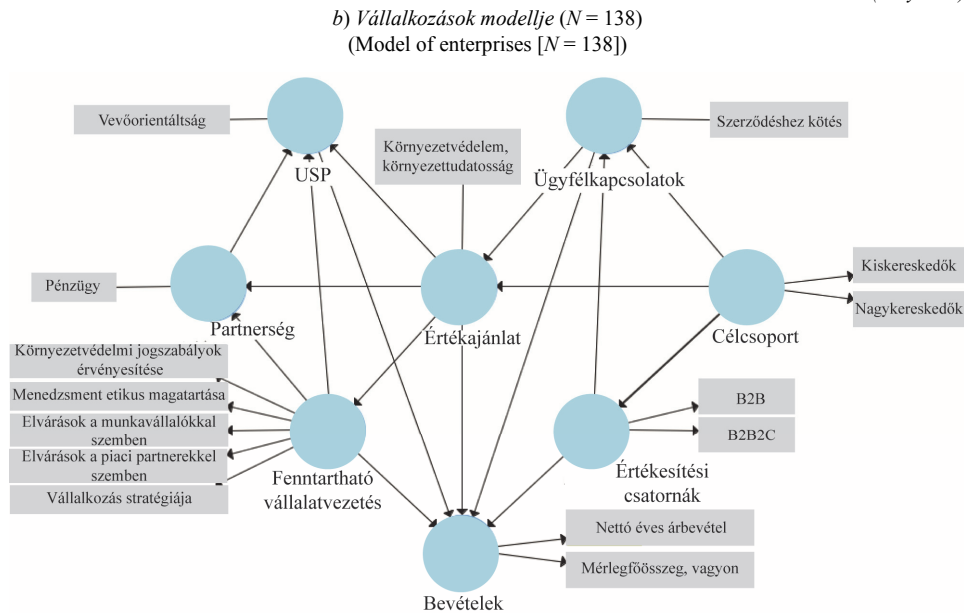 b) Vállalkozások modellje (N = 138)
(Model of enterprises [N = 138])
Vevőorientáltság
USP
Környezetvédelem,
környezettudatosság
Ügyfélkapcsolatok
Szerződéshez kötés
Pénzügy
Partnerség
Értékajánlat
Célcsoport
Kiskereskedők
Nagykereskedők
Környezetvédelmi jogszabályok
érvényesítése
Menedzsment etikus magatartása
Elvárások a munkavállalókkal
szemben
Elvárások a piaci partnerekkel
szemben
Vállalkozás stratégiája
Fenntartható
vállalatvezetés
B2B
B2B2C
Értékesítési
csatornák
Nettó éves árbevétel
Mérlegfőösszeg, vagyon
Bevételek